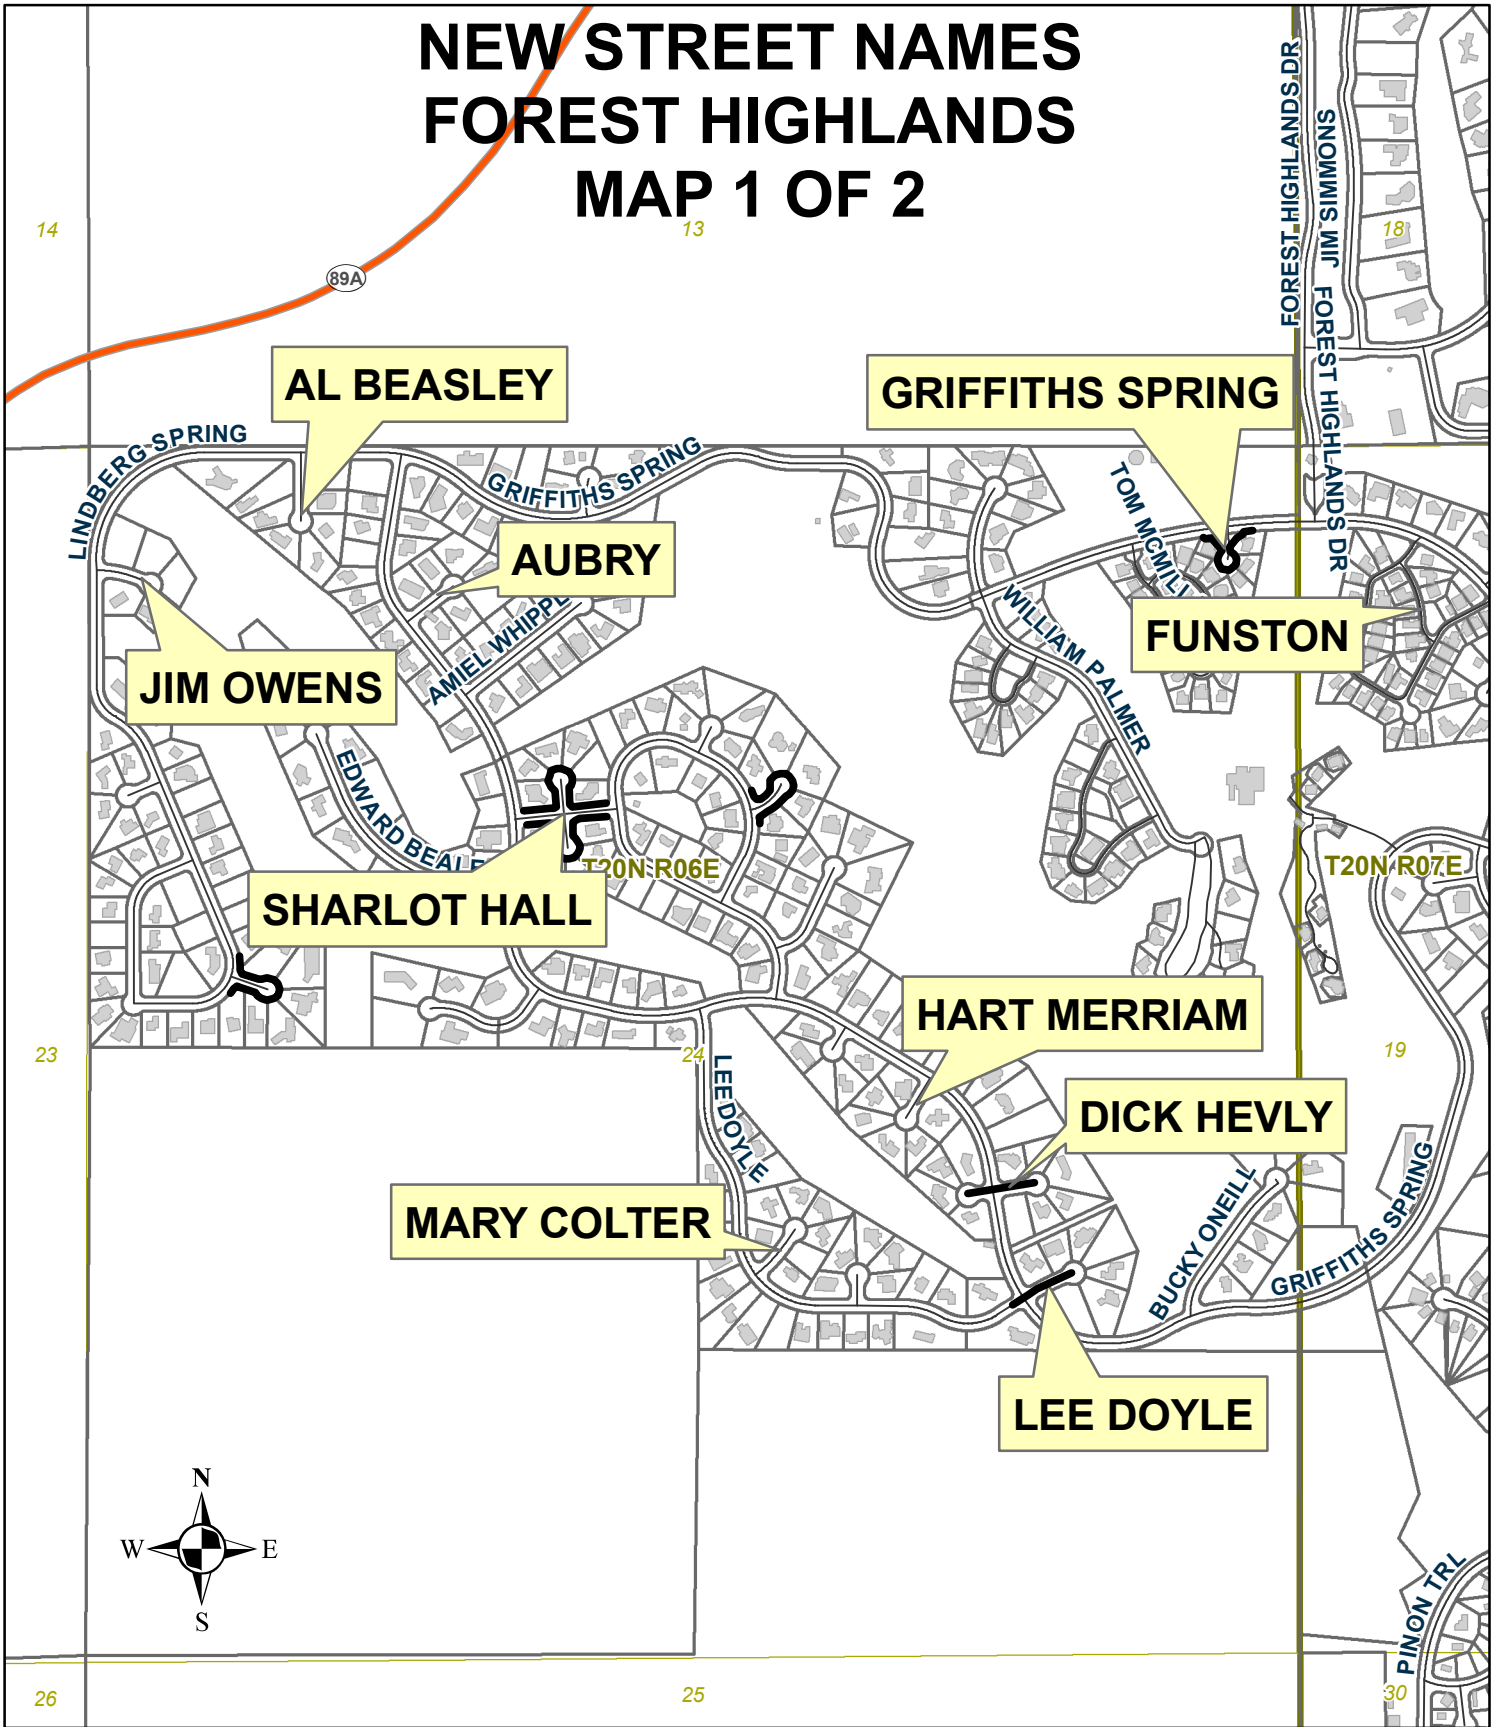 NEW STREET NAMES
FOREST HIGHLANDS
MAP 1 OF 2
FOREST HIGHLANDS DR
JIM SIMMONS
14
13
18
89A
FOREST HIGHLANDS DR
AL BEASLEY
GRIFFITHS SPRING
LINDBERG SPRING
GRIFFITHS SPRING
TOM MCMILL
AUBRY
AMIEL WHIPPL
WILLIAM PALMER
FUNSTON
JIM OWENS
EDWARD BEALE
T20N R06E
T20N R07E
SHARLOT HALL
HART MERRIAM
23
24
19
LEE DOYLE
DICK HEVLY
MARY COLTER
BUCKY ONEILL
GRIFFITHS SPRING
LEE DOYLE
N
W
E
S
PINON TRL
26
25
30